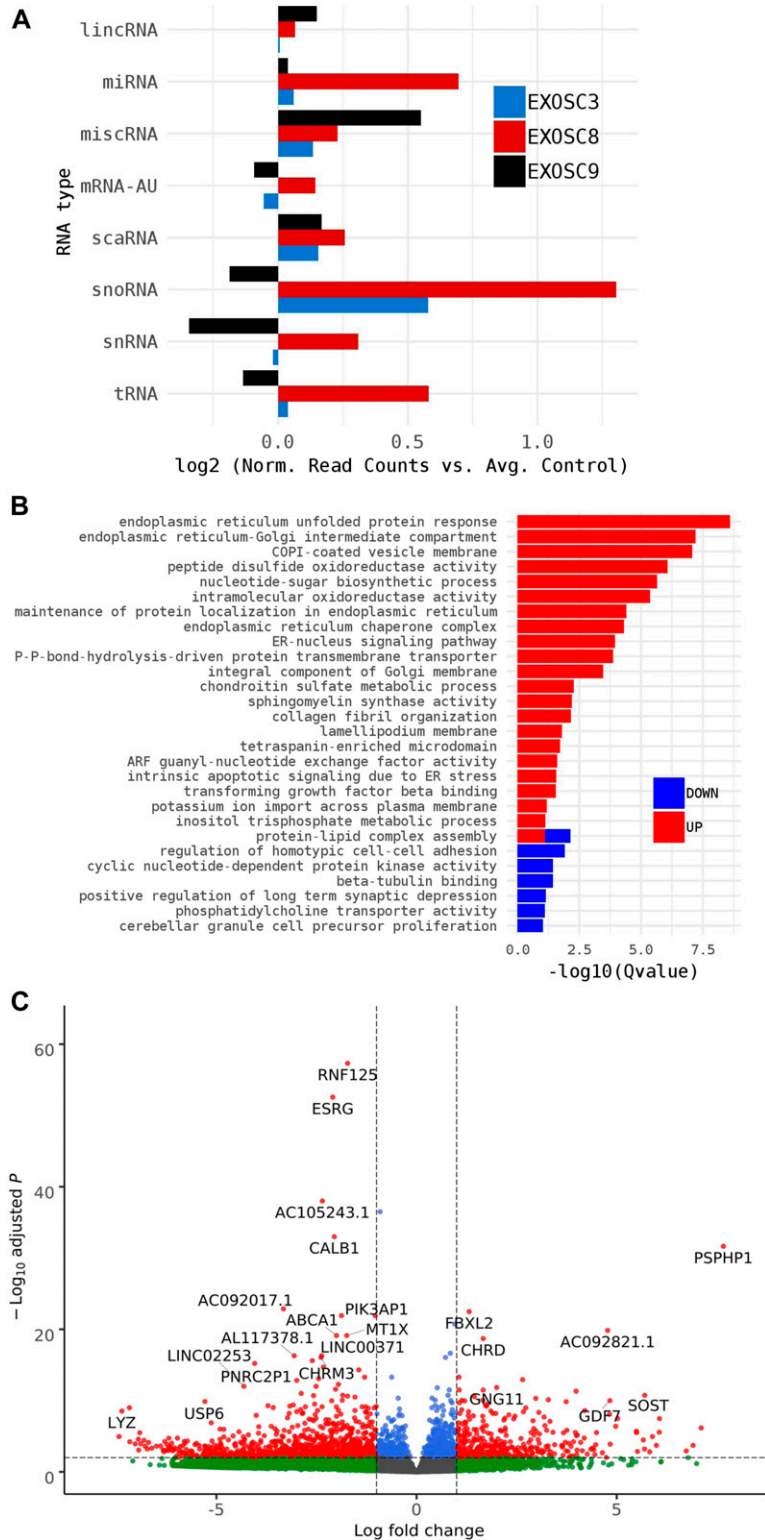 A
lincRNA
miRNA
miscRNA
mRNA-AU
scaRNA
snoRNA
snRNA
tRNA
RNA type
EXOSC3
EXOSC8
EXOSC9
0.0 0.5 1.0
log2 (Norm. Read Counts vs. Avg. Control)
B
endoplasmic reticulum unfolded protein response
endoplasmic reticulum-Golgi intermediate compartment
COPI-coated vesicle membrane
peptide disulfide oxidoreductase activity
nucleotide-sugar biosynthetic process
intramolecular oxidoreductase activity
maintenance of protein localization in endoplasmic reticulum
endoplasmic reticulum chaperone complex
ER-nucleus signaling pathway
P-P-bond-hydrolysis-driven protein transmembrane transporter
integral component of Golgi membrane
chondroitin sulfate metabolic process
sphingomyelin synthase activity
collagen fibril organization
lamellipodium membrane
tetraspanin-enriched microdomain
ARF guanyl-nucleotide exchange factor activity
intrinsic apoptotic signaling due to ER stress
transforming growth factor beta binding
potassium ion import across plasma membrane
inositol trisphosphate metabolic process
protein-lipid complex assembly
regulation of homotypic cell-cell adhesion
cyclic nucleotide-dependent protein kinase activity
beta-tubulin binding
positive regulation of long term synaptic depression
phosphatidylcholine transporter activity
cerebellar granule cell precursor proliferation
DOWN
UP
0.0 2.5 5.0 7.5
-log10(Qvalue)
C
60
40
20
0
−Log10 adjusted P
RNF125
ESRG
AC105243.1
CALB1
PSPHP1
AC092017.1
PIK3AP1
ABCA1
MT1X
FBXL2
AC092821.1
AL117378.1
LINC00371
CHRD
LINC02253
PNRC2P1
CHRM3
GNG11
SOST
LYZ
USP6
GDF7
-5 0 5
Log fold change